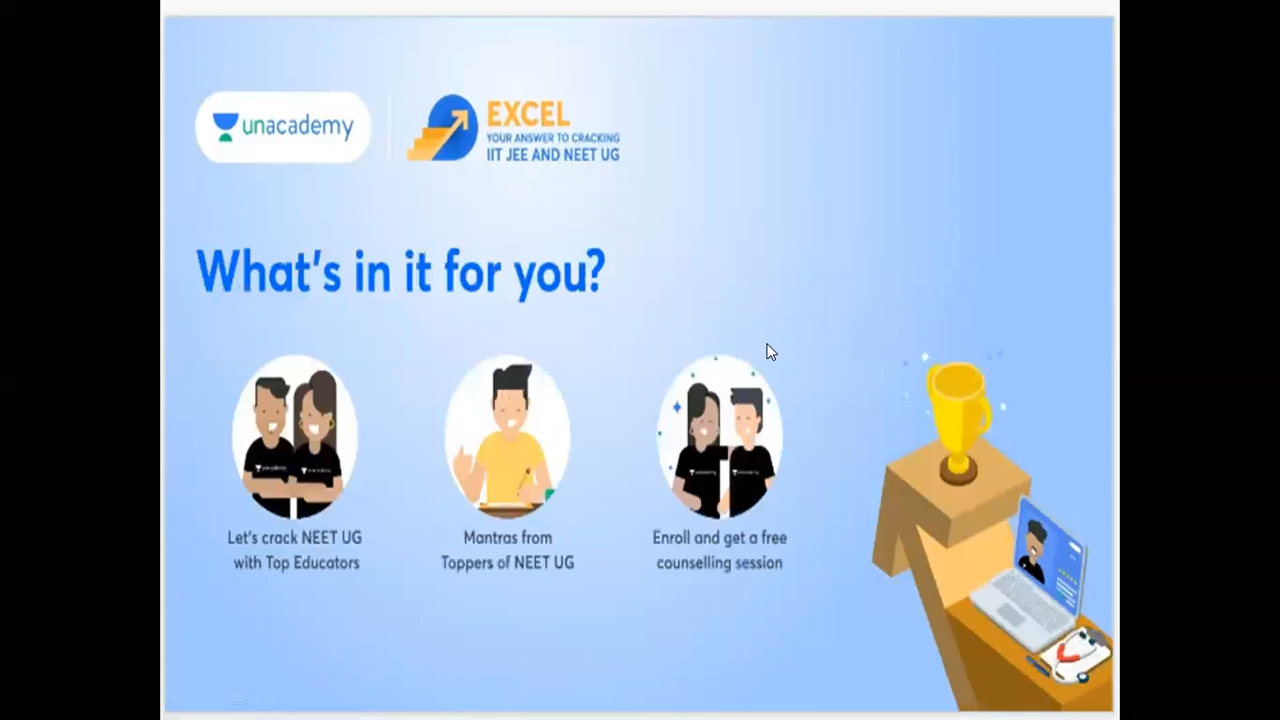 unacademy
EXCEL
YOUR ANSWER TO CRACKING
IIT JEE AND NEET UG
What's in it for you?
Let's crack NEET UG
with Top Educators
Mantras from
Toppers of NEET UG
Enroll and get a free
counselling session